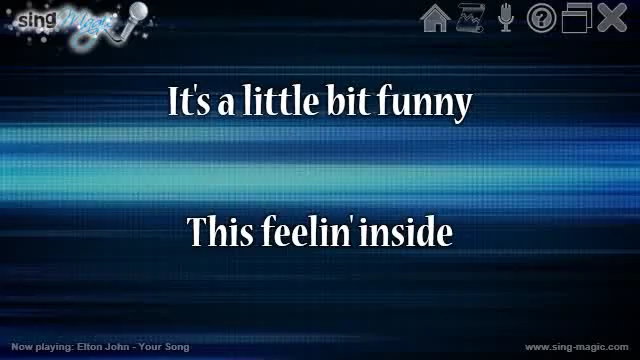 sing Magic
It's a little bit funny
This feelin' inside
Now playing: Elton John - Your Song
www.sing-magic.com